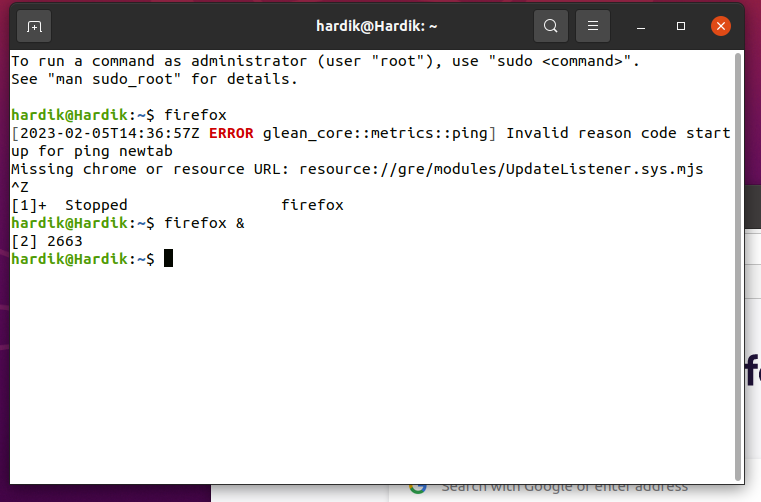 hardik@Hardik: ~
To run a command as administrator (user "root"), use "sudo <command>".
See "man sudo_root" for details.
hardik@Hardik:~$ firefox
[2023-02-05T14:36:57Z ERROR glean_core::metrics::ping] Invalid reason code start
up for ping newtab
Missing chrome or resource URL: resource://gre/modules/UpdateListener.sys.mjs
^Z
[1]+  Stopped                 firefox
hardik@Hardik:~$ firefox &
[2] 2663
hardik@Hardik:~$
Search with Google or enter address